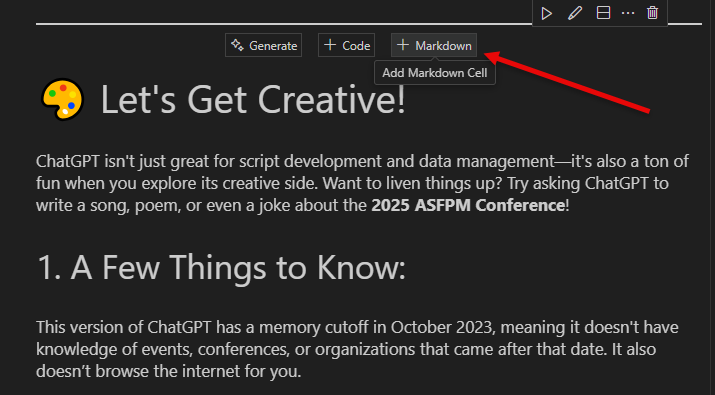 Generate + Code + Markdown
Add Markdown Cell
🎨 Let's Get Creative!
ChatGPT isn't just great for script development and data management—it's also a ton of
fun when you explore its creative side. Want to liven things up? Try asking ChatGPT to
write a song, poem, or even a joke about the 2025 ASFPM Conference!
1. A Few Things to Know:
This version of ChatGPT has a memory cutoff in October 2023, meaning it doesn't have
knowledge of events, conferences, or organizations that came after that date. It also
doesn’t browse the internet for you.